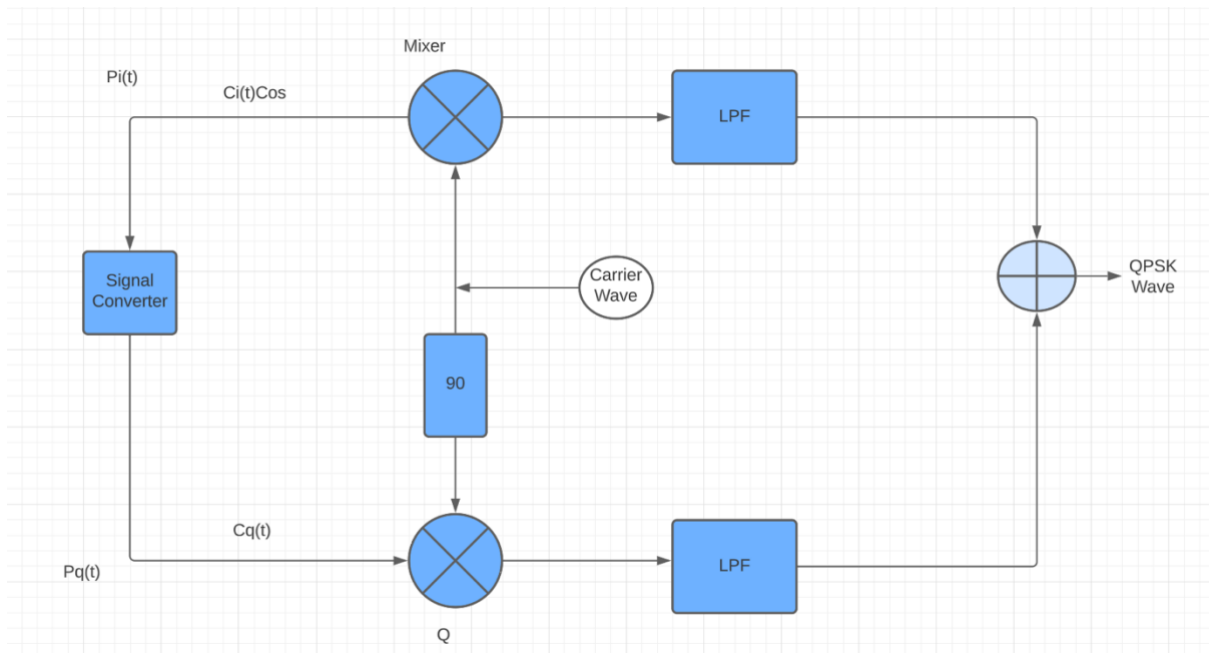 Mixer
Pi(t)
Ci(t)Cos
LPF
Signal
Converter
Carrier
Wave
QPSK
Wave
90
Cq(t)
Pq(t)
LPF
Q